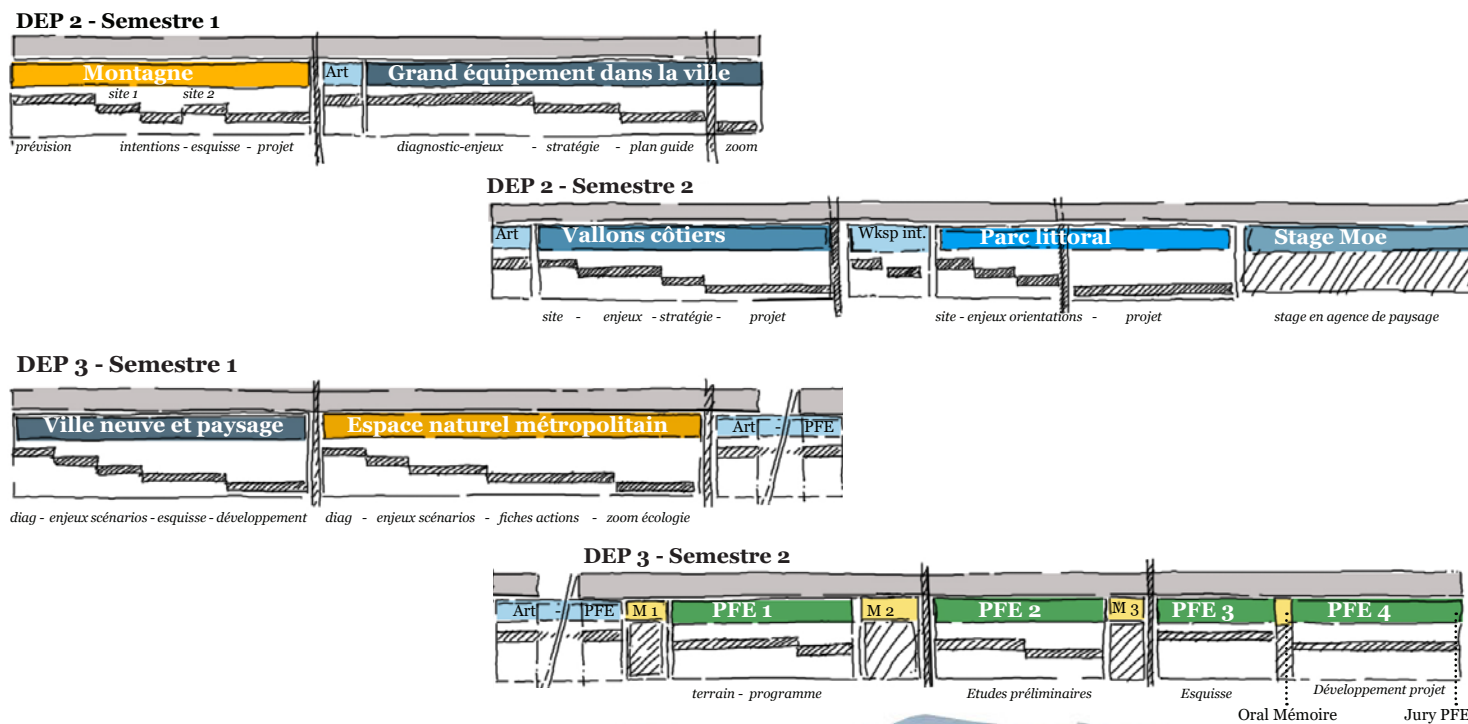 DEP 2 - Semestre 1
Montagne
Art
Grand équipement dans la ville
site 1
site 2
prévision
intentions - esquisse - projet
diagnostic-enjeux - stratégie - plan guide
zoom
DEP 2 - Semestre 2
Art
Vallons côtiers
Wksp int.
Parc littoral
Stage Moe
site - enjeux - stratégie - projet
site - enjeux orientations - projet
stage en agence de paysage
DEP 3 - Semestre 1
Ville neuve et paysage
Espace naturel métropolitain
Art - PFE
diag - enjeux scénarios - esquisse - développement
diag - enjeux scénarios - fiches actions - zoom écologie
DEP 3 - Semestre 2
Art - PFE
M 1
PFE 1
M 2
PFE 2
M 3
PFE 3
PFE 4
terrain - programme
Etudes préliminaires
Esquisse
Développement projet
Oral Mémoire
Jury PFE